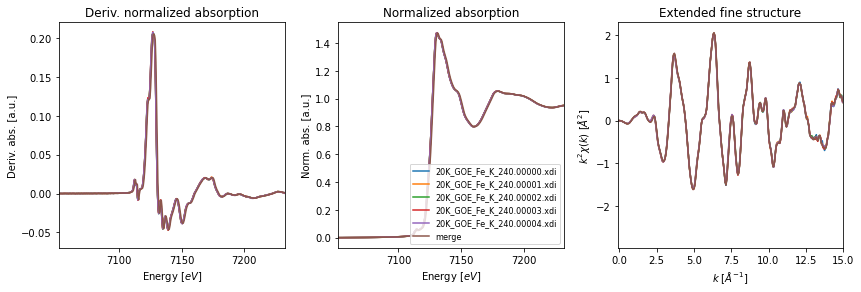 Deriv. normalized absorption
Deriv. abs. [a.u.]
0.20
0.15
0.10
0.05
0.00
−0.05
7100
7150
7200
Energy [eV]
Normalized absorption
Norm. abs. [a.u.]
1.4
1.2
1.0
0.8
0.6
0.4
0.2
0.0
20K_GOE_Fe_K_240.00000.xdi
20K_GOE_Fe_K_240.00001.xdi
20K_GOE_Fe_K_240.00002.xdi
20K_GOE_Fe_K_240.00003.xdi
20K_GOE_Fe_K_240.00004.xdi
merge
7100
7150
7200
Energy [eV]
Extended fine structure
k²χ(k) [Å²]
2
1
0
−1
−2
0.0
2.5
5.0
7.5
10.0
12.5
15.0
k [Å⁻¹]